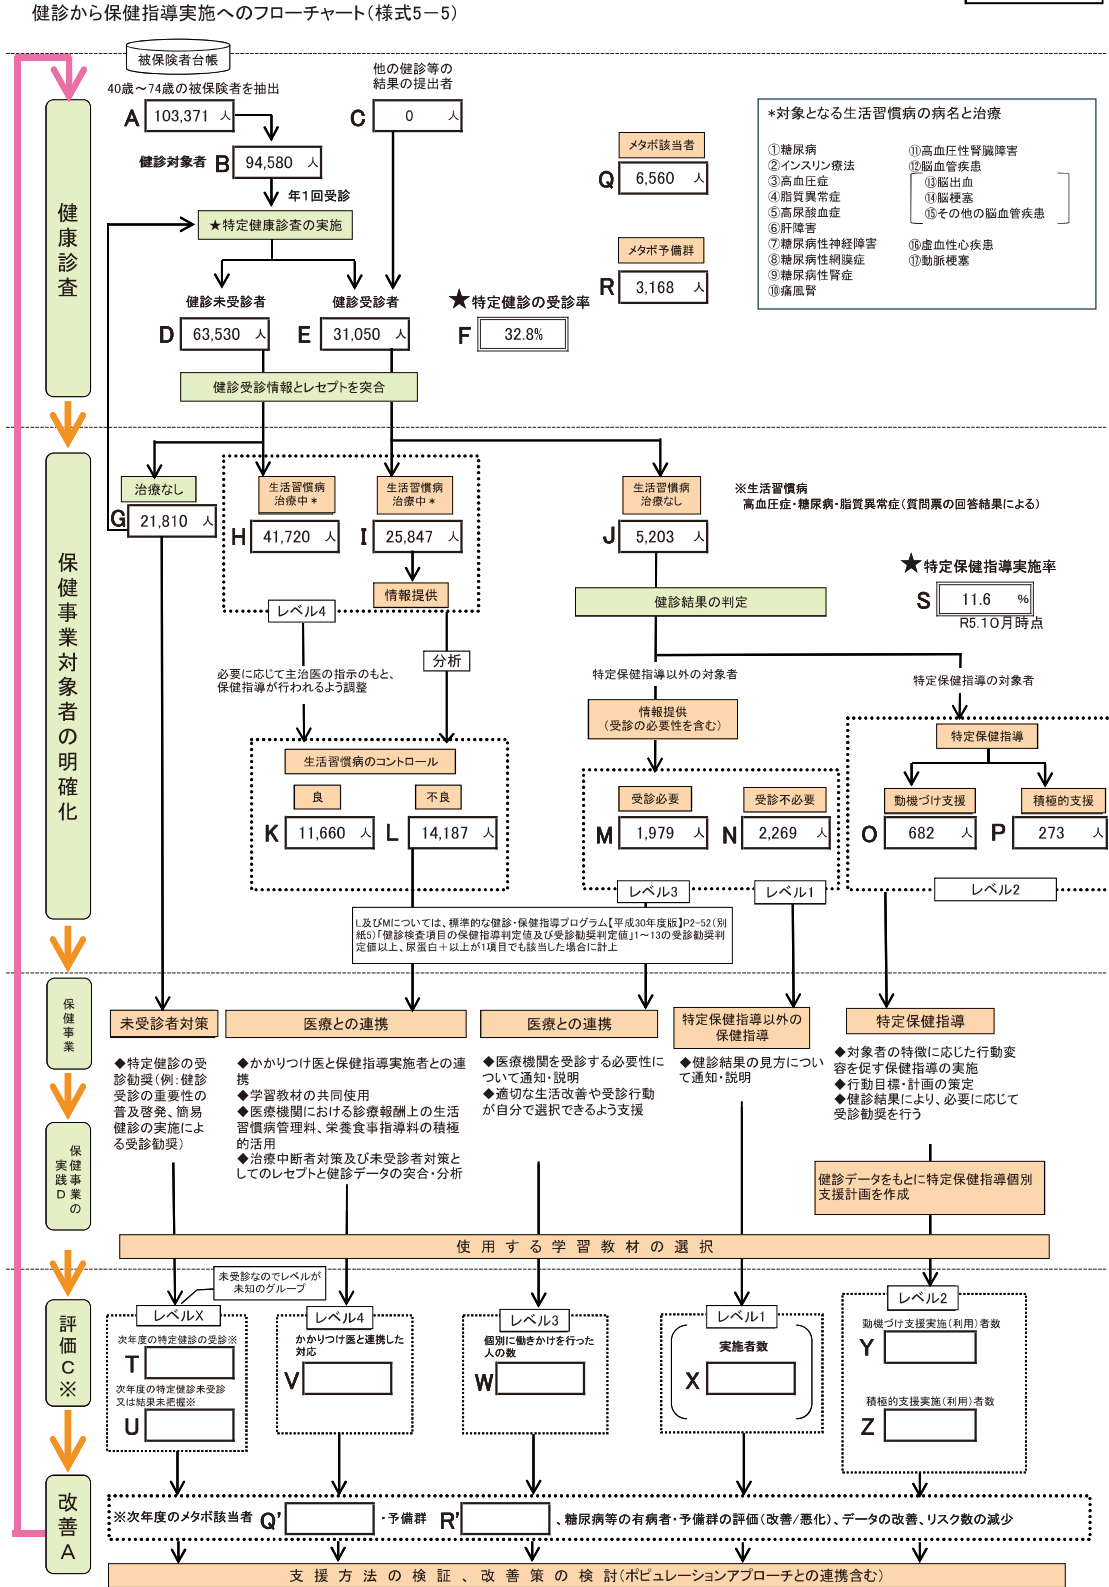 健診から保健指導実施へのフローチャート（様式5－5）
被保険者台帳
40歳～74歳の被保険者を抽出
他の健診等の
結果の提出者
A 103,371 人
C 0 人
健診対象者 B 94,580 人
年1回受診
★特定健康診査の実施
健診未受診者
健診受診者
D 63,530 人
E 31,050 人
★特定健診の受診率
F 32.8%
健診受診情報とレセプトを突合
メタボ該当者
Q 6,560 人
メタボ予備群
R 3,168 人
*対象となる生活習慣病の病名と治療
①糖尿病
②インスリン療法
③高血圧症
④脂質異常症
⑤高尿酸血症
⑥肝障害
⑦糖尿病性神経障害
⑧糖尿病性網膜症
⑨糖尿病性腎症
⑩痛風腎
⑪高血圧性腎臓障害
⑫脳血管疾患
⑬脳出血
⑭脳梗塞
⑮その他の脳血管疾患
⑯虚血性心疾患
⑰動脈梗塞
健康診査
保健事業対象者の明確化
治療なし
G 21,810 人
生活習慣病
治療中*
H 41,720 人
生活習慣病
治療中*
I 25,847 人
情報提供
レベル4
生活習慣病
治療なし
J 5,203 人
※生活習慣病
高血圧症・糖尿病・脂質異常症（質問票の回答結果による）
★特定保健指導実施率
S 11.6 %
R5.10月時点
健診結果の判定
必要に応じて主治医の指示のもと、
保健指導が行われるよう調整
分析
特定保健指導以外の対象者
特定保健指導の対象者
情報提供
（受診の必要性を含む）
特定保健指導
生活習慣病のコントロール
良
不良
K 11,660 人
L 14,187 人
受診必要
受診不必要
M 1,979 人
N 2,269 人
動機づけ支援
積極的支援
O 682 人
P 273 人
レベル3
レベル1
レベル2
L及びMについては、標準的な健診・保健指導プログラム【平成30年度版】P2-52（別
紙5）「健診検査項目の保健指導判定値及び受診勧奨判定値」1～13の受診勧奨判
定値以上、尿蛋白＋以上が1項目でも該当した場合に計上
保健事業
未受診者対策
医療との連携
医療との連携
特定保健指導以外の
保健指導
特定保健指導
◆特定健診の受
診勧奨（例：健診
受診の重要性の
普及啓発、簡易
健診の実施によ
る受診勧奨）
◆かかりつけ医と保健指導実施者との連
携
◆学習教材の共同使用
◆医療機関における診療報酬上の生活
習慣病管理料、栄養食事指導料の積極
的活用
◆治療中断者対策及び未受診者対策と
してのレセプトと健診データの突合・分析
◆医療機関を受診する必要性に
ついて通知・説明
◆適切な生活改善や受診行動
が自分で選択できるよう支援
◆健診結果の見方につい
て通知・説明
◆対象者の特徴に応じた行動変
容を促す保健指導の実施
◆行動目標・計画の策定
◆健診結果により、必要に応じて
受診勧奨を行う
保健事業の
実践D
健診データをもとに特定保健指導個別
支援計画を作成
使用する学習教材の選択
未受診なのでレベルが
未知のグループ
評価C※
レベルX
次年度の特定健診の受診※
T
次年度の特定健診未受診
又は結果未把握※
U
レベル4
かかりつけ医と連携した
対応
V
レベル3
個別に働きかけを行った
人の数
W
レベル1
実施者数
X
レベル2
動機づけ支援実施（利用）者数
Y
積極的支援実施（利用）者数
Z
改善A
※次年度のメタボ該当者 Q’ ・予備群 R’ 、糖尿病等の有病者・予備群の評価（改善/悪化）、データの改善、リスク数の減少
支援方法の検証、改善策の検討（ポピュレーションアプローチとの連携含む）